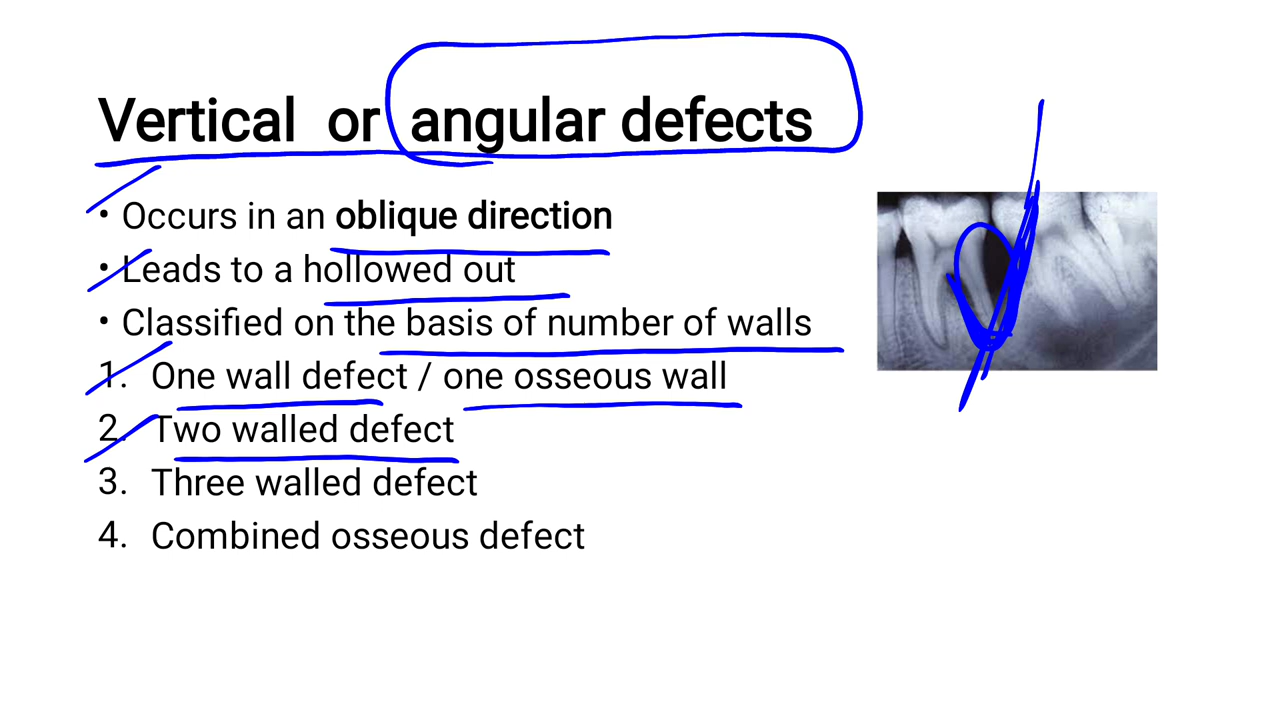 Vertical or angular defects
• Occurs in an oblique direction
• Leads to a hollowed out
• Classified on the basis of number of walls
1. One wall defect / one osseous wall
2. Two walled defect
3. Three walled defect
4. Combined osseous defect